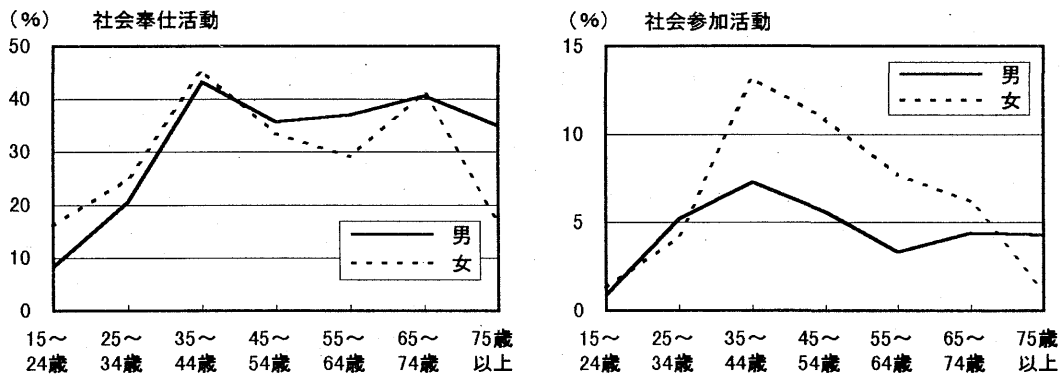 (%) 社会奉仕活動
50
40
30
20
10
0
男
女
15～ 25～ 35～ 45～ 55～ 65～ 75歳
24歳 34歳 44歳 54歳 64歳 74歳 以上
(%) 社会参加活動
15
10
5
0
男
女
15～ 25～ 35～ 45～ 55～ 65～ 75歳
24歳 34歳 44歳 54歳 64歳 74歳 以上